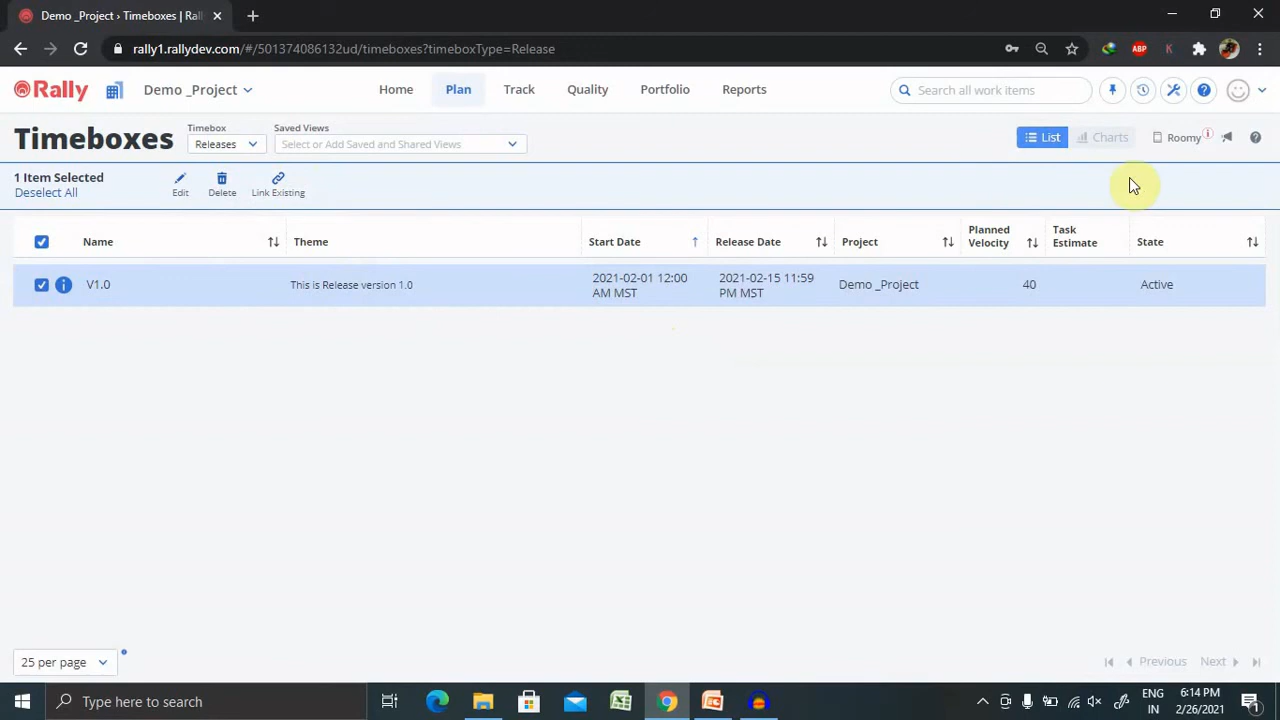 Demo _Project › Timeboxes | Rall
rally1.rallydev.com/#/501374086132ud/timeboxes?timeboxType=Release
ABP
K
Rally
Demo _Project
Home
Plan
Track
Quality
Portfolio
Reports
Search all work items
Timeboxes
Timebox
Releases
Saved Views
Select or Add Saved and Shared Views
List
Charts
Roomy
1 Item Selected
Deselect All
Edit
Delete
Link Existing
Name
Theme
Start Date
Release Date
Project
Planned
Velocity
Task
Estimate
State
V1.0
This is Release version 1.0
2021-02-01 12:00
AM MST
2021-02-15 11:59
PM MST
Demo _Project
40
Active
25 per page
Previous
Next
Type here to search
ENG
IN
6:14 PM
2/26/2021
1